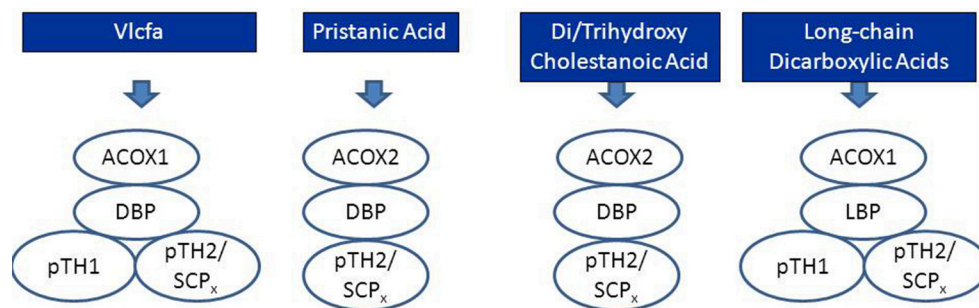 Vlcfa
Pristanic Acid
Di/Trihydroxy
Cholestanoic Acid
Long-chain
Dicarboxylic Acids
ACOX1
DBP
pTH1
pTH2/
SCPx
ACOX2
DBP
pTH2/
SCPx
ACOX2
DBP
pTH2/
SCPx
ACOX1
LBP
pTH1
pTH2/
SCPx